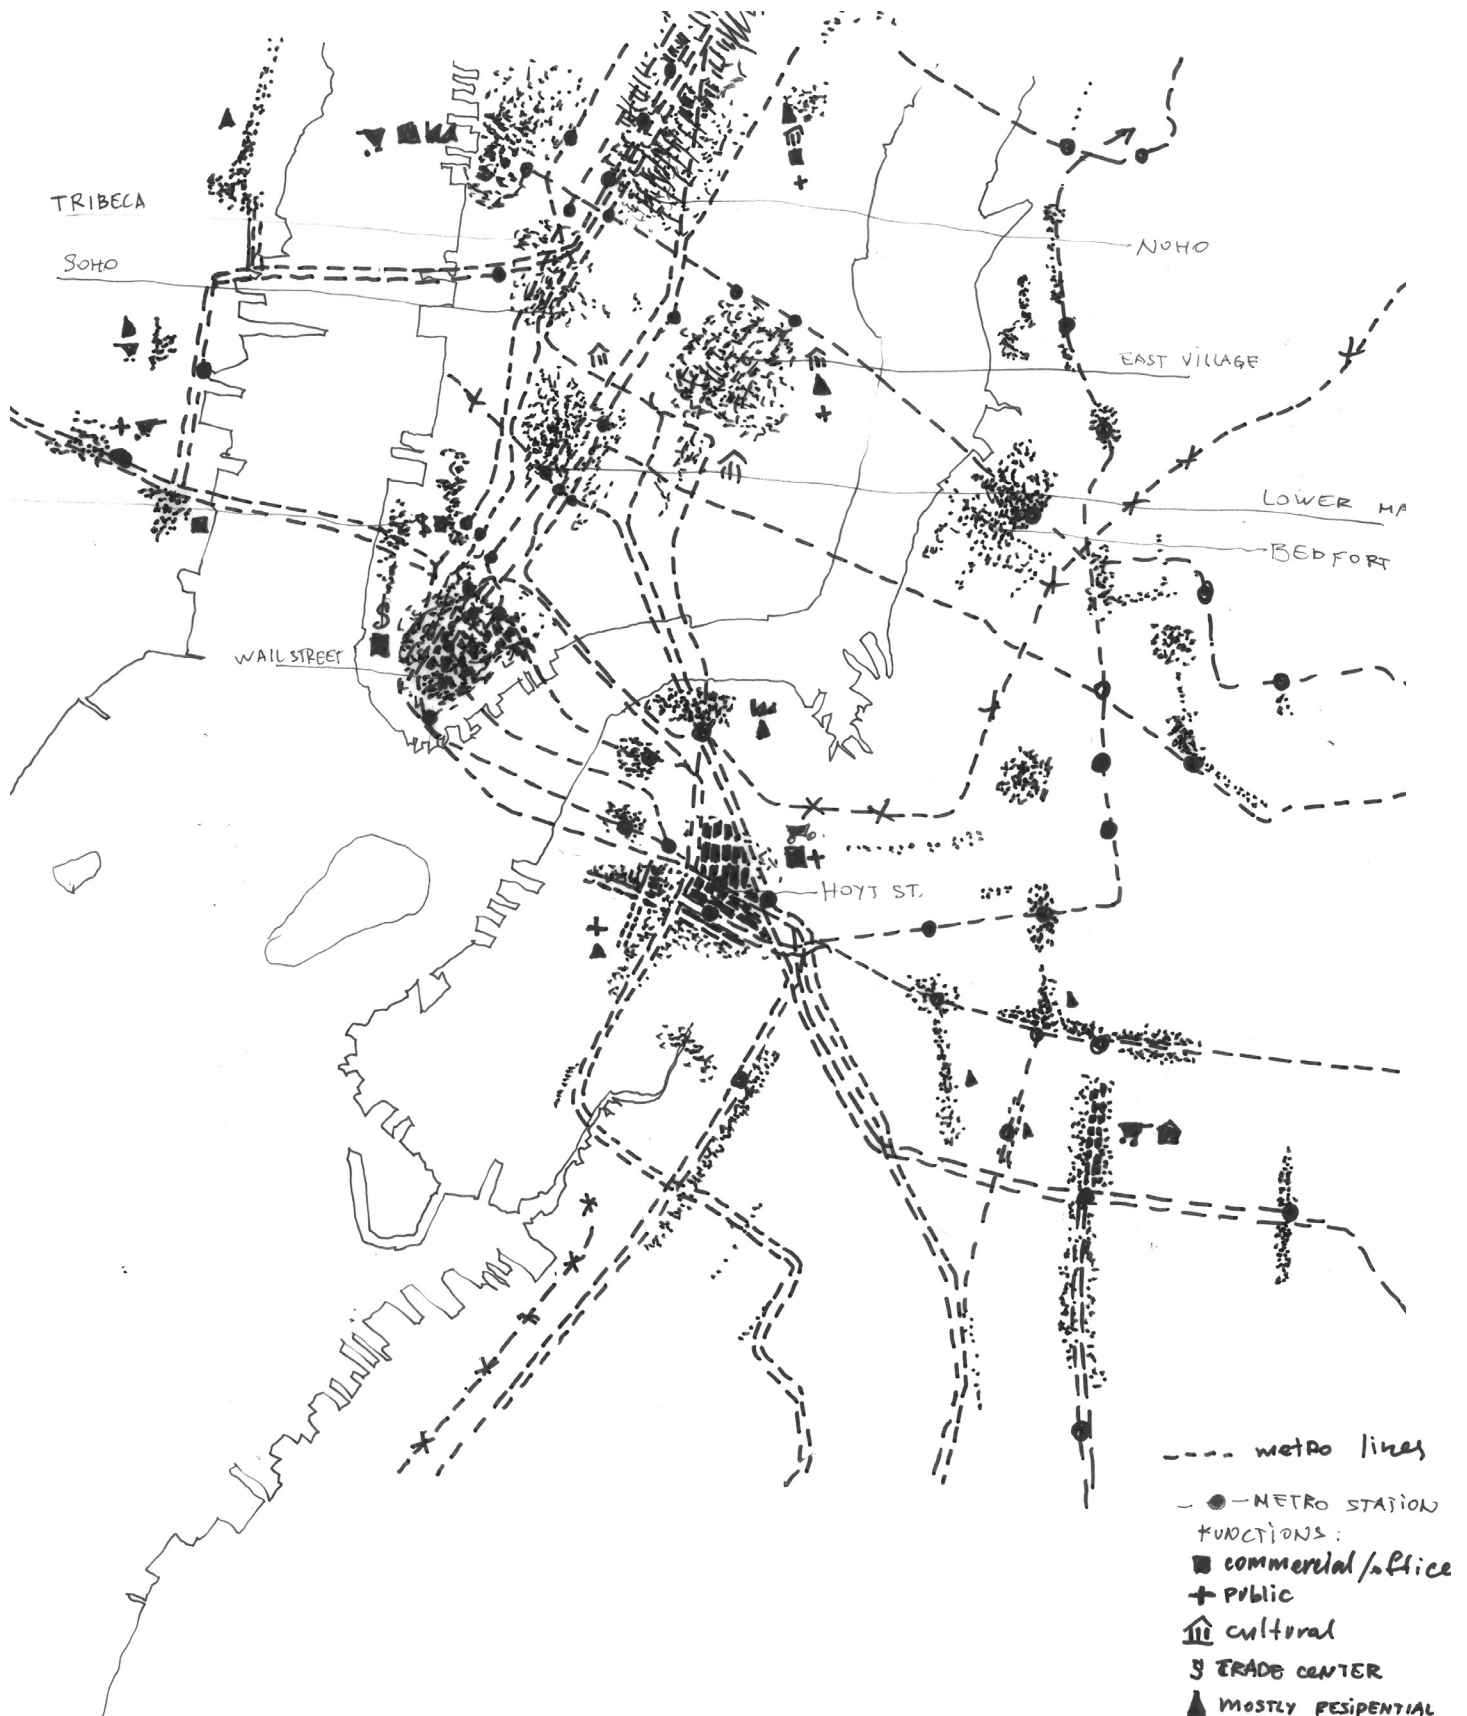 TRIBECA
SOHO
NOHO
EAST VILLAGE
LOWER MA
BEDFORT
WALL STREET
HOYT ST.
metro lines
METRO STATION
FUNCTIONS:
commercial/office
+ public
cultural
$ TRADE CENTER
MOSTLY RESIDENTIAL